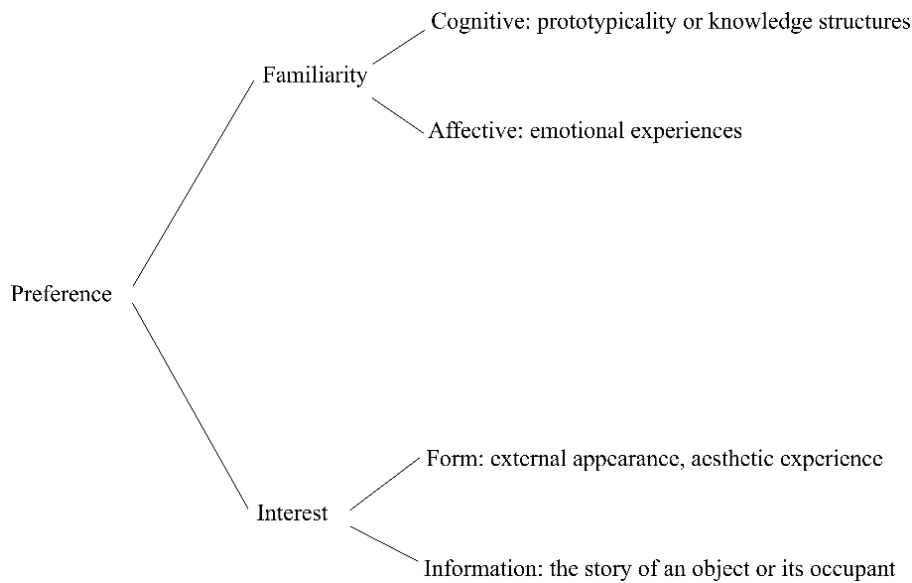 Cognitive: prototypicality or knowledge structures
Familiarity
Affective: emotional experiences
Preference
Form: external appearance, aesthetic experience
Interest
Information: the story of an object or its occupant